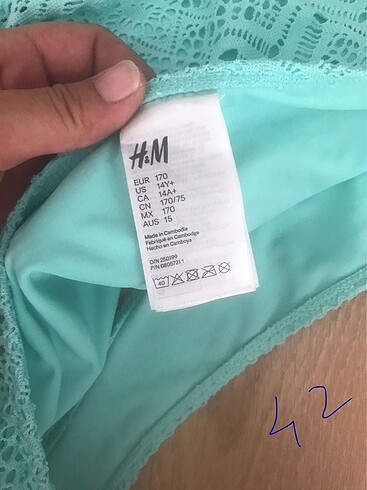 H&M
EUR 170
US 14Y+
CA 14A+
CN 170/75
MX 170
AUS 15
Made in Cambodia
Fabriqué en Cambodge
Hecho en Camboya
O/N 250199
P/N D8057211
40
42